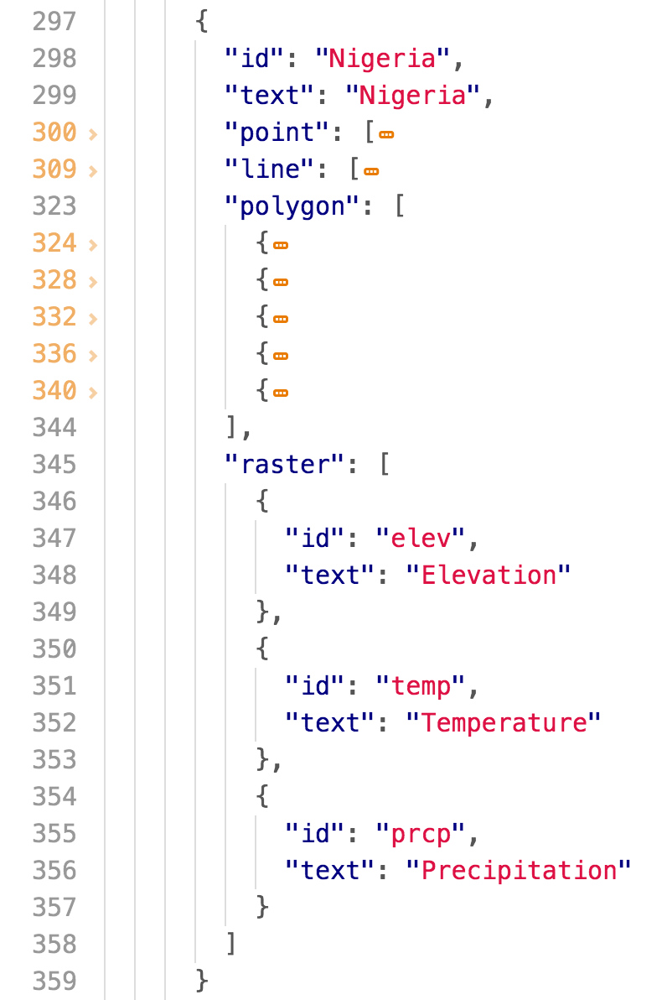 297 {
298 "id": "Nigeria",
299 "text": "Nigeria",
300 "point": [
309 "line": [
323 "polygon": [
324 {
328 {
332 {
336 {
340 {
344 ],
345 "raster": [
346 {
347 "id": "elev",
348 "text": "Elevation"
349 },
350 {
351 "id": "temp",
352 "text": "Temperature"
353 },
354 {
355 "id": "prcp",
356 "text": "Precipitation"
357 }
358 ]
359 }